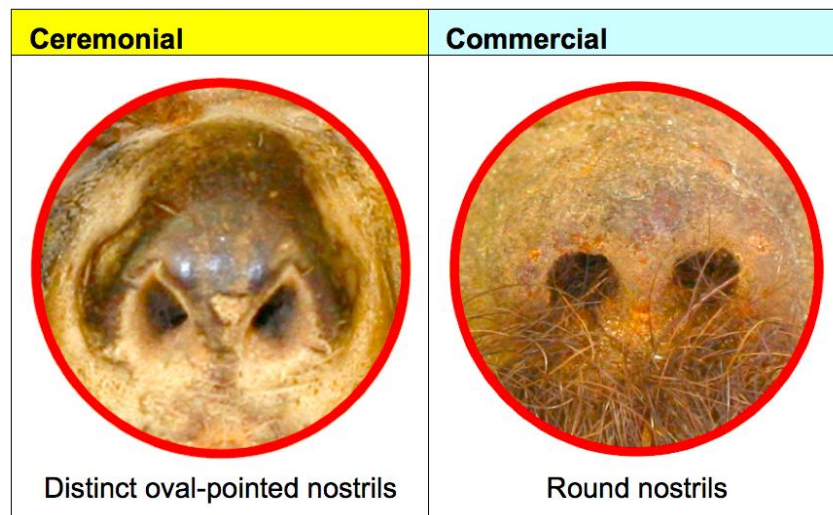 Ceremonial
Commercial
Distinct oval-pointed nostrils
Round nostrils